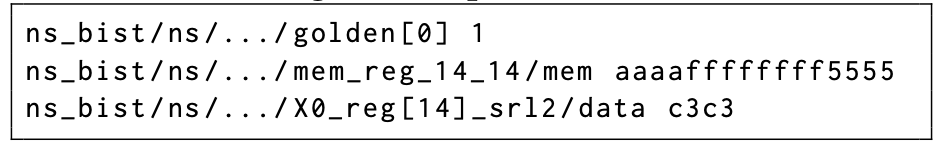 ns_bist/ns/.../golden[0] 1
ns_bist/ns/.../mem_reg_14_14/mem aaaaffffffff5555
ns_bist/ns/.../X0_reg[14]_srl2/data c3c3